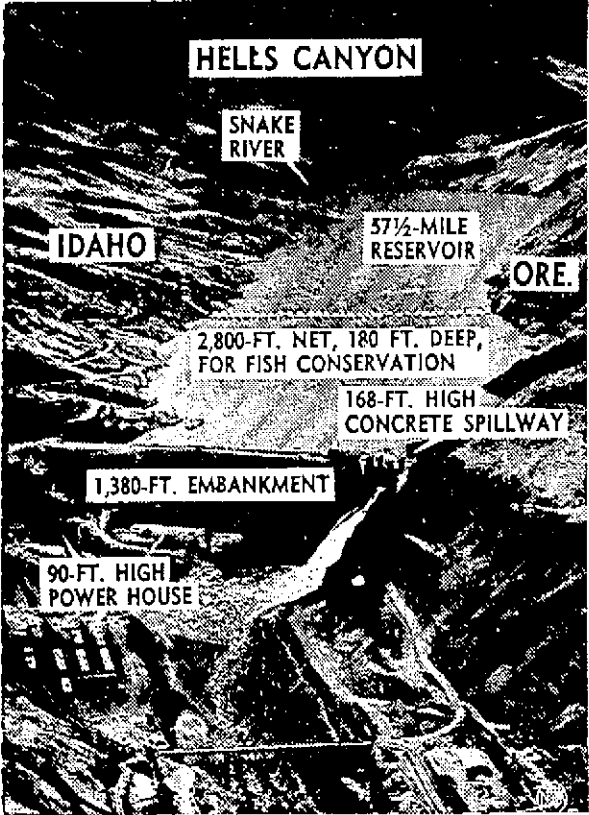 HELLS CANYON
SNAKE
RIVER
57½-MILE
RESERVOIR
IDAHO
ORE.
2,800-FT. NET, 180 FT. DEEP,
FOR FISH CONSERVATION
168-FT. HIGH
CONCRETE SPILLWAY
1,380-FT. EMBANKMENT
90-FT. HIGH
POWER HOUSE